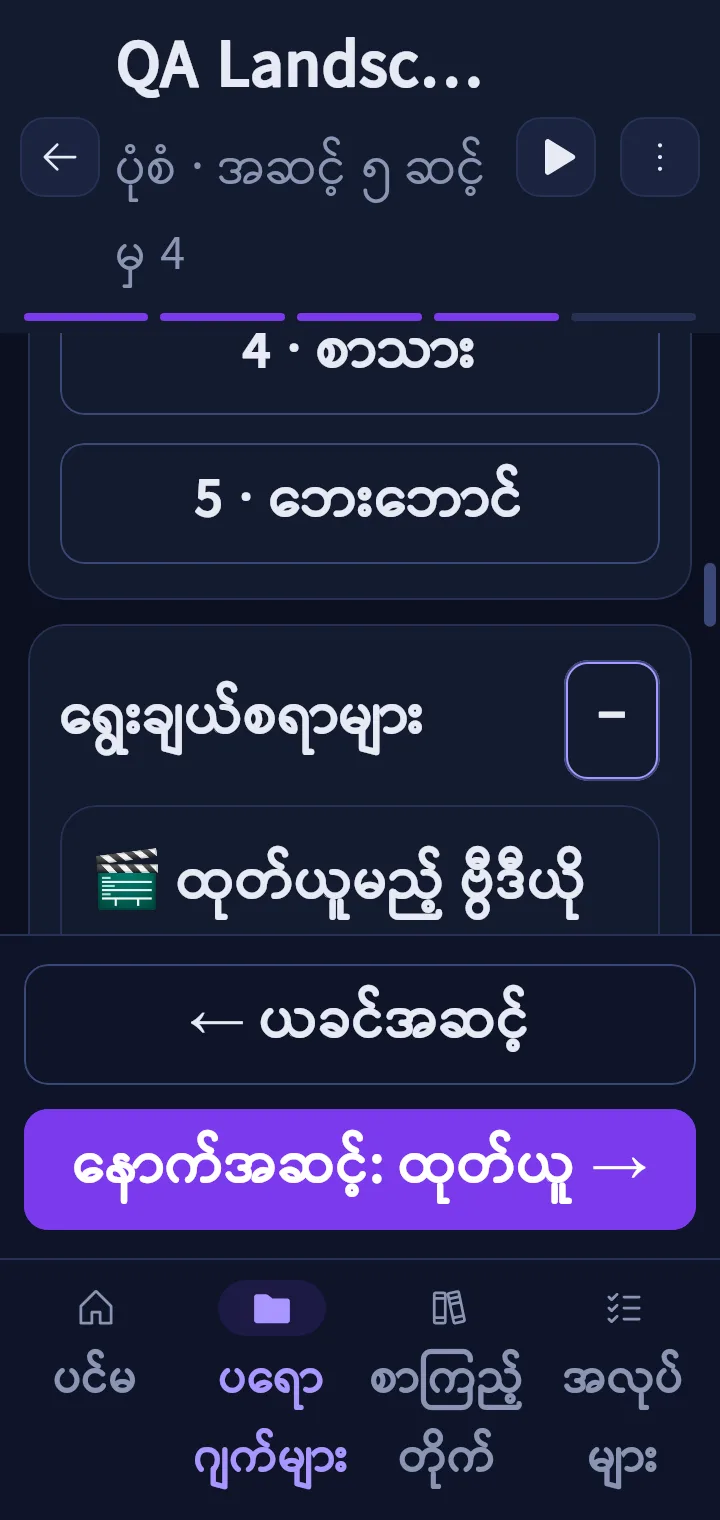 QA Landsc...
ပုံစံ · အဆင့် ၅ ဆင့်
မှ 4
4 · စာသား
5 · ဘေးဘောင်
ရွေးချယ်စရာများ
−
🎬 ထုတ်ယူမည့် ဗွီဒီယို
← ယခင်အဆင့်
နောက်အဆင့်: ထုတ်ယူ →
ပင်မ
ပရော
ဂျက်များ
စာကြည့်
တိုက်
အလုပ်
များ